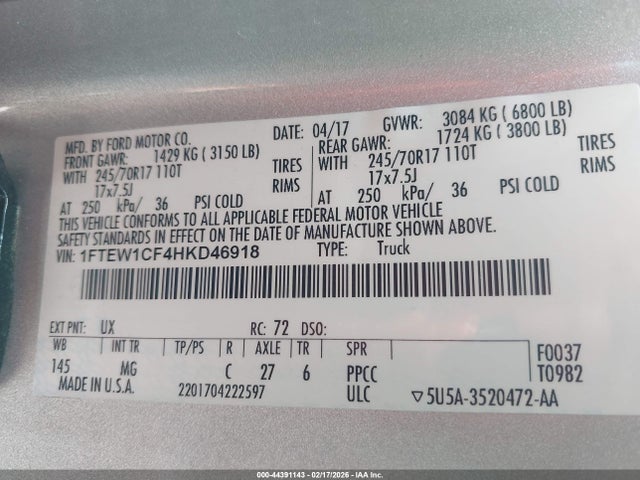 MFD. BY FORD MOTOR CO. DATE: 04/17 GVWR: 3084 KG ( 6800 LB)
FRONT GAWR: 1429 KG ( 3150 LB) REAR GAWR: 1724 KG ( 3800 LB)
WITH 245/70R17 110T TIRES WITH 245/70R17 110T TIRES
17x7.5J RIMS 17x7.5J RIMS
AT 250 kPa/ 36 PSI COLD AT 250 kPa/ 36 PSI COLD
THIS VEHICLE CONFORMS TO ALL APPLICABLE FEDERAL MOTOR VEHICLE
SAFETY STANDARDS IN EFFECT ON THE DATE OF MANUFACTURE SHOWN ABOVE.
VIN: 1FTEW1CF4HKD46918 TYPE: Truck
EXT PNT: UX RC: 72 DSO:
WB INT TR TP/PS R AXLE TR SPR F0037
145 MG C 27 6 PPCC T0982
MADE IN U.S.A. 2201704222597 ULC ▽5U5A-3520472-AA
000-44391143 - 02/17/2026 - IAA Inc.